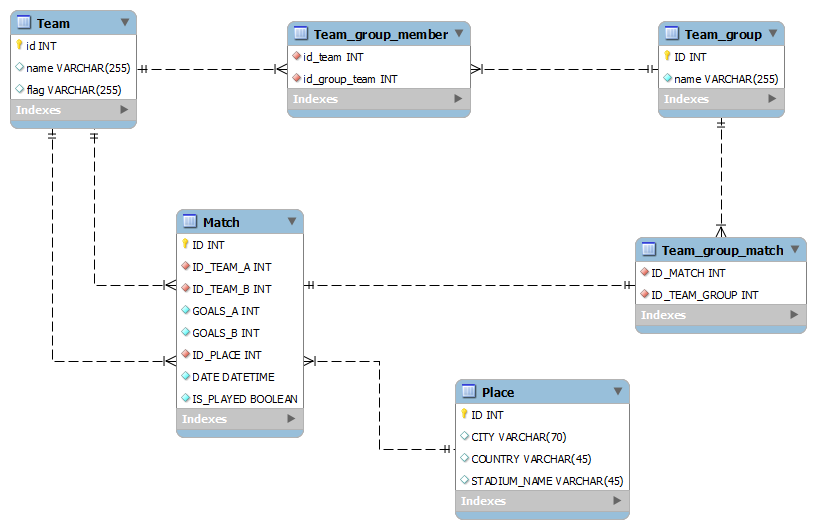 Team
id INT
name VARCHAR(255)
flag VARCHAR(255)
Indexes
Team_group_member
id_team INT
id_group_team INT
Indexes
Team_group
ID INT
name VARCHAR(255)
Indexes
Match
ID INT
ID_TEAM_A INT
ID_TEAM_B INT
GOALS_A INT
GOALS_B INT
ID_PLACE INT
DATE DATETIME
IS_PLAYED BOOLEAN
Indexes
Team_group_match
ID_MATCH INT
ID_TEAM_GROUP INT
Indexes
Place
ID INT
CITY VARCHAR(70)
COUNTRY VARCHAR(45)
STADIUM_NAME VARCHAR(45)
Indexes